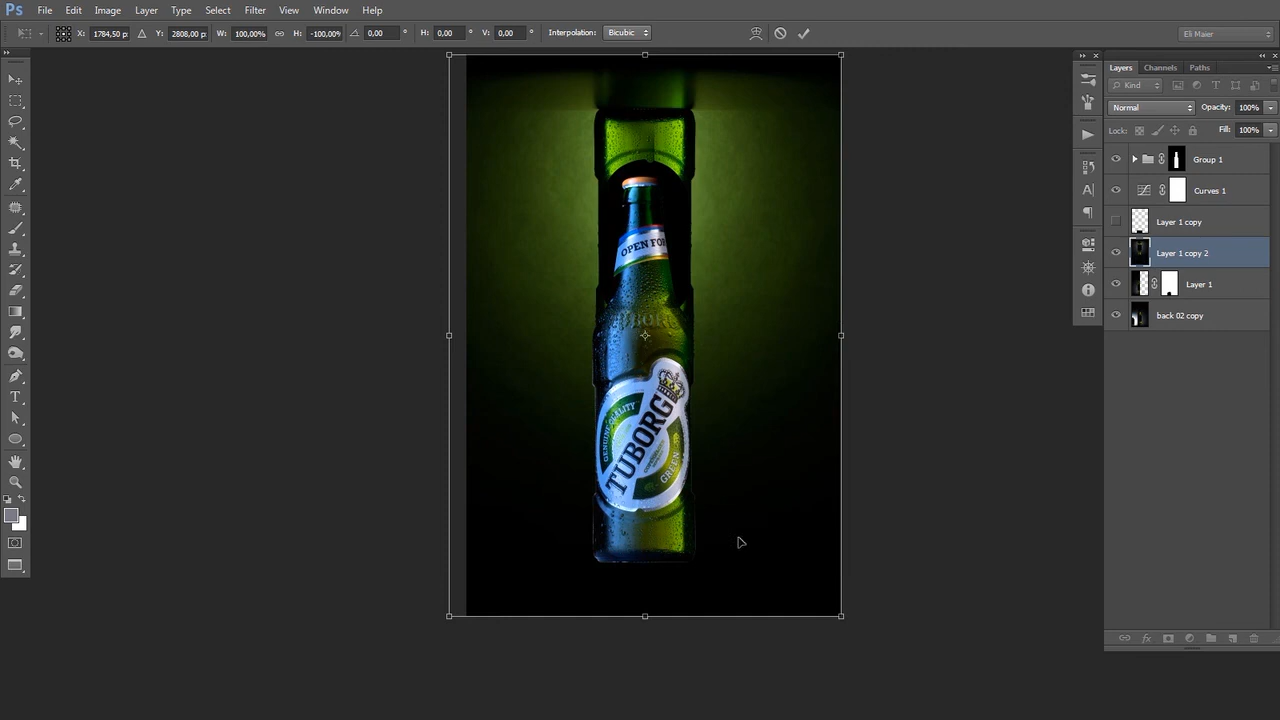 Ps File Edit Image Layer Type Select Filter View Window Help
X: 1784,50 p: Y: 2808,00 p: W: 100,00% H: -100,00% 0,00 ° H: 0,00 ° V: 0,00 ° Interpolation: Bicubic Eli Maier
Layers Channels Paths
Kind
Normal Opacity: 100%
Lock: Fill: 100%
Group 1
Curves 1
Layer 1 copy
Layer 1 copy 2
Layer 1
back 02 copy
OPEN FOR
GENUINE QUALITY
TUBORG
GREEN